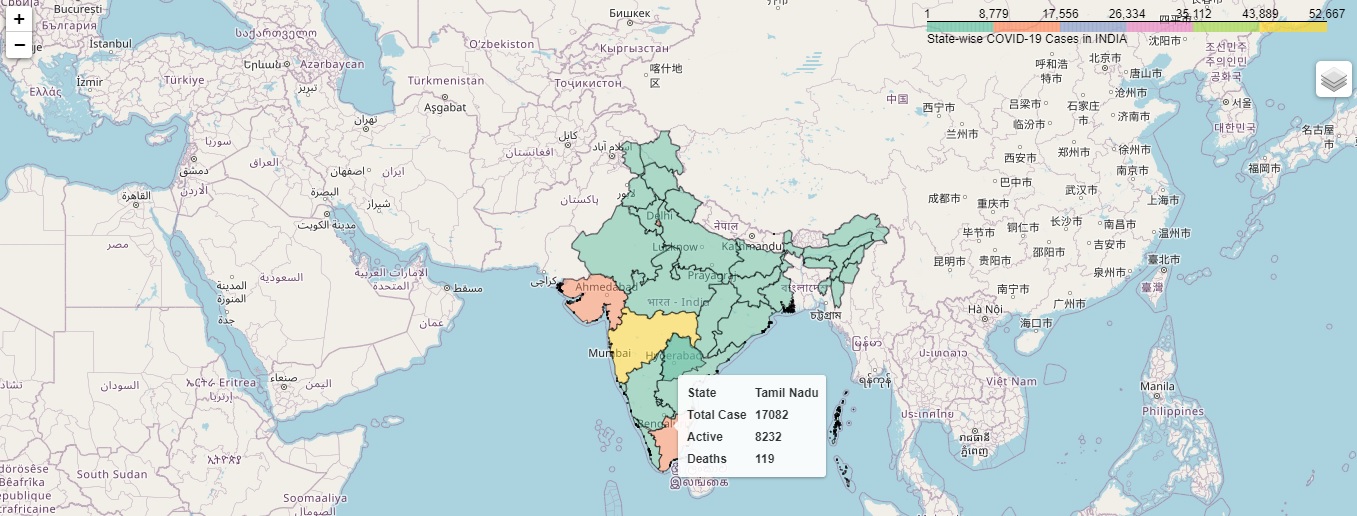 +
−
1 8,779 17,556 26,334 35,112 43,889 52,667
State-wise COVID-19 Cases in INDIA
București
Бишкек
България
İstanbul
საქართველო
Oʻzbekiston
Кыргызстан
沈阳市
Երևան
Azərbaycan
呼和浩特市
北京市
조선민주주의인민공화국
İzmir
Türkiye
Türkmenistan
Тоҷикистон
喀什地区
唐山市
Ελλάς
تبریز
Aşgabat
中国
西宁市
吕梁市
石家庄市
沧州市
서울
تهران
济南市
대한민국
名古屋市
سوريا
کابل
اسلام آباد
兰州市
临汾市
العراق
افغانستان
西安市
郑州市
徐州市
دمشق
اصفهان
ایران
福岡市
الأردن
南京市
القاهرة
البصرة
شیراز
لاہور
پاکستان
成都市
巴中市
武汉市
上海市
مدينة الكويت
Delhi
नेपाल
重庆市
مصر
Lucknow
Kathmandu
毕节市
铜仁市
长沙市
南昌市
温州市
السعودية
الإمارات العربية المتحدة
昆明市
贵阳市
邵阳市
吉安市
المدينة المنورة
مسقط
کراچی
Ahmedabad
Prayagraj
বাংলাদেশ
泉州市
臺北市
جدة
भारत - India
চট্টগ্রাম
南宁市
广州市
臺灣
عمان
Hà Nội
海口市
Mumbai
Hyderabad
السودان
ኤርትራ Eritrea
صنعاء
اليمن
ປະເທດລາວ
Việt Nam
Manila
Philippines
ประเทศไทย
State Tamil Nadu
Total Case 17082
Active 8232
Deaths 119
Bengal
South Sudan
ኢትዮጵያ
ភ្នំពេញ
Soomaaliya
الصومال
இலங்கை